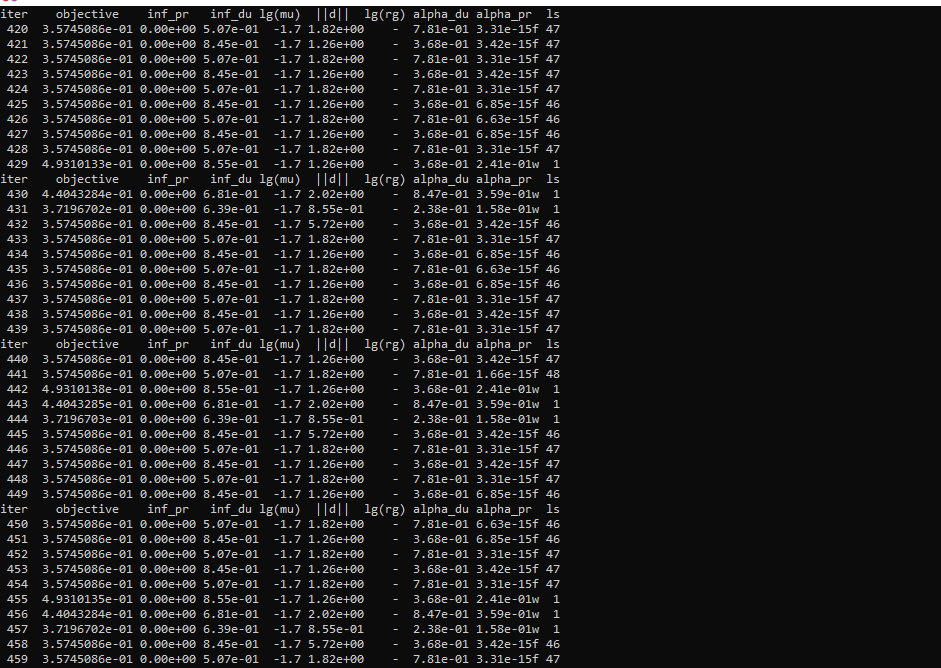 iter objective inf_pr inf_du lg(mu) ||d|| lg(rg) alpha_du alpha_pr ls
420 3.5745086e-01 0.00e+00 5.07e-01 -1.7 1.82e+00 - 7.81e-01 3.31e-15f 47
421 3.5745086e-01 0.00e+00 8.45e-01 -1.7 1.26e+00 - 3.68e-01 3.42e-15f 47
422 3.5745086e-01 0.00e+00 5.07e-01 -1.7 1.82e+00 - 7.81e-01 3.31e-15f 47
423 3.5745086e-01 0.00e+00 8.45e-01 -1.7 1.26e+00 - 3.68e-01 3.42e-15f 47
424 3.5745086e-01 0.00e+00 5.07e-01 -1.7 1.82e+00 - 7.81e-01 3.31e-15f 47
425 3.5745086e-01 0.00e+00 8.45e-01 -1.7 1.26e+00 - 3.68e-01 6.85e-15f 46
426 3.5745086e-01 0.00e+00 5.07e-01 -1.7 1.82e+00 - 7.81e-01 6.63e-15f 46
427 3.5745086e-01 0.00e+00 8.45e-01 -1.7 1.26e+00 - 3.68e-01 6.85e-15f 46
428 3.5745086e-01 0.00e+00 5.07e-01 -1.7 1.82e+00 - 7.81e-01 3.31e-15f 47
429 4.9310133e-01 0.00e+00 8.55e-01 -1.7 1.26e+00 - 3.68e-01 2.41e-01w 1
iter objective inf_pr inf_du lg(mu) ||d|| lg(rg) alpha_du alpha_pr ls
430 4.4043284e-01 0.00e+00 6.81e-01 -1.7 2.02e+00 - 8.47e-01 3.59e-01w 1
431 3.7196702e-01 0.00e+00 6.39e-01 -1.7 8.55e-01 - 2.38e-01 1.58e-01w 1
432 3.5745086e-01 0.00e+00 8.45e-01 -1.7 5.72e+00 - 3.68e-01 3.42e-15f 46
433 3.5745086e-01 0.00e+00 5.07e-01 -1.7 1.82e+00 - 7.81e-01 3.31e-15f 47
434 3.5745086e-01 0.00e+00 8.45e-01 -1.7 1.26e+00 - 3.68e-01 6.85e-15f 46
435 3.5745086e-01 0.00e+00 5.07e-01 -1.7 1.82e+00 - 7.81e-01 6.63e-15f 46
436 3.5745086e-01 0.00e+00 8.45e-01 -1.7 1.26e+00 - 3.68e-01 6.85e-15f 46
437 3.5745086e-01 0.00e+00 5.07e-01 -1.7 1.82e+00 - 7.81e-01 3.31e-15f 47
438 3.5745086e-01 0.00e+00 8.45e-01 -1.7 1.26e+00 - 3.68e-01 3.42e-15f 47
439 3.5745086e-01 0.00e+00 5.07e-01 -1.7 1.82e+00 - 7.81e-01 3.31e-15f 47
iter objective inf_pr inf_du lg(mu) ||d|| lg(rg) alpha_du alpha_pr ls
440 3.5745086e-01 0.00e+00 8.45e-01 -1.7 1.26e+00 - 3.68e-01 3.42e-15f 47
441 3.5745086e-01 0.00e+00 5.07e-01 -1.7 1.82e+00 - 7.81e-01 1.66e-15f 48
442 4.9310138e-01 0.00e+00 8.55e-01 -1.7 1.26e+00 - 3.68e-01 2.41e-01w 1
443 4.4043285e-01 0.00e+00 6.81e-01 -1.7 2.02e+00 - 8.47e-01 3.59e-01w 1
444 3.7196703e-01 0.00e+00 6.39e-01 -1.7 8.55e-01 - 2.38e-01 1.58e-01w 1
445 3.5745086e-01 0.00e+00 8.45e-01 -1.7 5.72e+00 - 3.68e-01 3.42e-15f 46
446 3.5745086e-01 0.00e+00 5.07e-01 -1.7 1.82e+00 - 7.81e-01 3.31e-15f 47
447 3.5745086e-01 0.00e+00 8.45e-01 -1.7 1.26e+00 - 3.68e-01 3.42e-15f 47
448 3.5745086e-01 0.00e+00 5.07e-01 -1.7 1.82e+00 - 7.81e-01 3.31e-15f 47
449 3.5745086e-01 0.00e+00 8.45e-01 -1.7 1.26e+00 - 3.68e-01 6.85e-15f 46
iter objective inf_pr inf_du lg(mu) ||d|| lg(rg) alpha_du alpha_pr ls
450 3.5745086e-01 0.00e+00 5.07e-01 -1.7 1.82e+00 - 7.81e-01 6.63e-15f 46
451 3.5745086e-01 0.00e+00 8.45e-01 -1.7 1.26e+00 - 3.68e-01 6.85e-15f 46
452 3.5745086e-01 0.00e+00 5.07e-01 -1.7 1.82e+00 - 7.81e-01 3.31e-15f 47
453 3.5745086e-01 0.00e+00 8.45e-01 -1.7 1.26e+00 - 3.68e-01 3.42e-15f 47
454 3.5745086e-01 0.00e+00 5.07e-01 -1.7 1.82e+00 - 7.81e-01 3.31e-15f 47
455 4.9310135e-01 0.00e+00 8.55e-01 -1.7 1.26e+00 - 3.68e-01 2.41e-01w 1
456 4.4043284e-01 0.00e+00 6.81e-01 -1.7 2.02e+00 - 8.47e-01 3.59e-01w 1
457 3.7196702e-01 0.00e+00 6.39e-01 -1.7 8.55e-01 - 2.38e-01 1.58e-01w 1
458 3.5745086e-01 0.00e+00 8.45e-01 -1.7 5.72e+00 - 3.68e-01 3.42e-15f 46
459 3.5745086e-01 0.00e+00 5.07e-01 -1.7 1.82e+00 - 7.81e-01 3.31e-15f 47